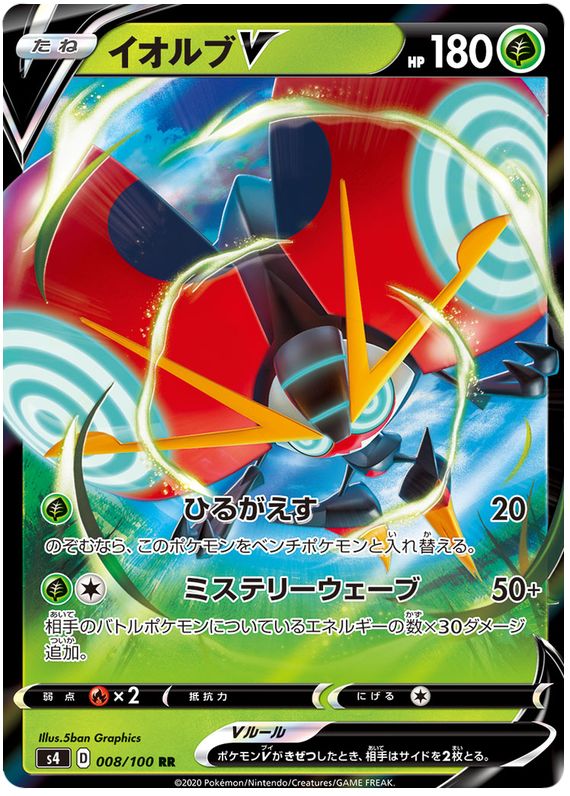 たね イオルブV HP 180
ひるがえす 20
のぞむなら、このポケモンをベンチポケモンと入れ替える。
ミステリーウェーブ 50+
相手のバトルポケモンについているエネルギーの数×30ダメージ
追加。
弱点 ×2 抵抗力 にげる
Illus.5ban Graphics
Vルール
ポケモンVがきぜつしたとき、相手はサイドを2枚とる。
s4 D 008/100 RR
©2020 Pokémon/Nintendo/Creatures/GAME FREAK.